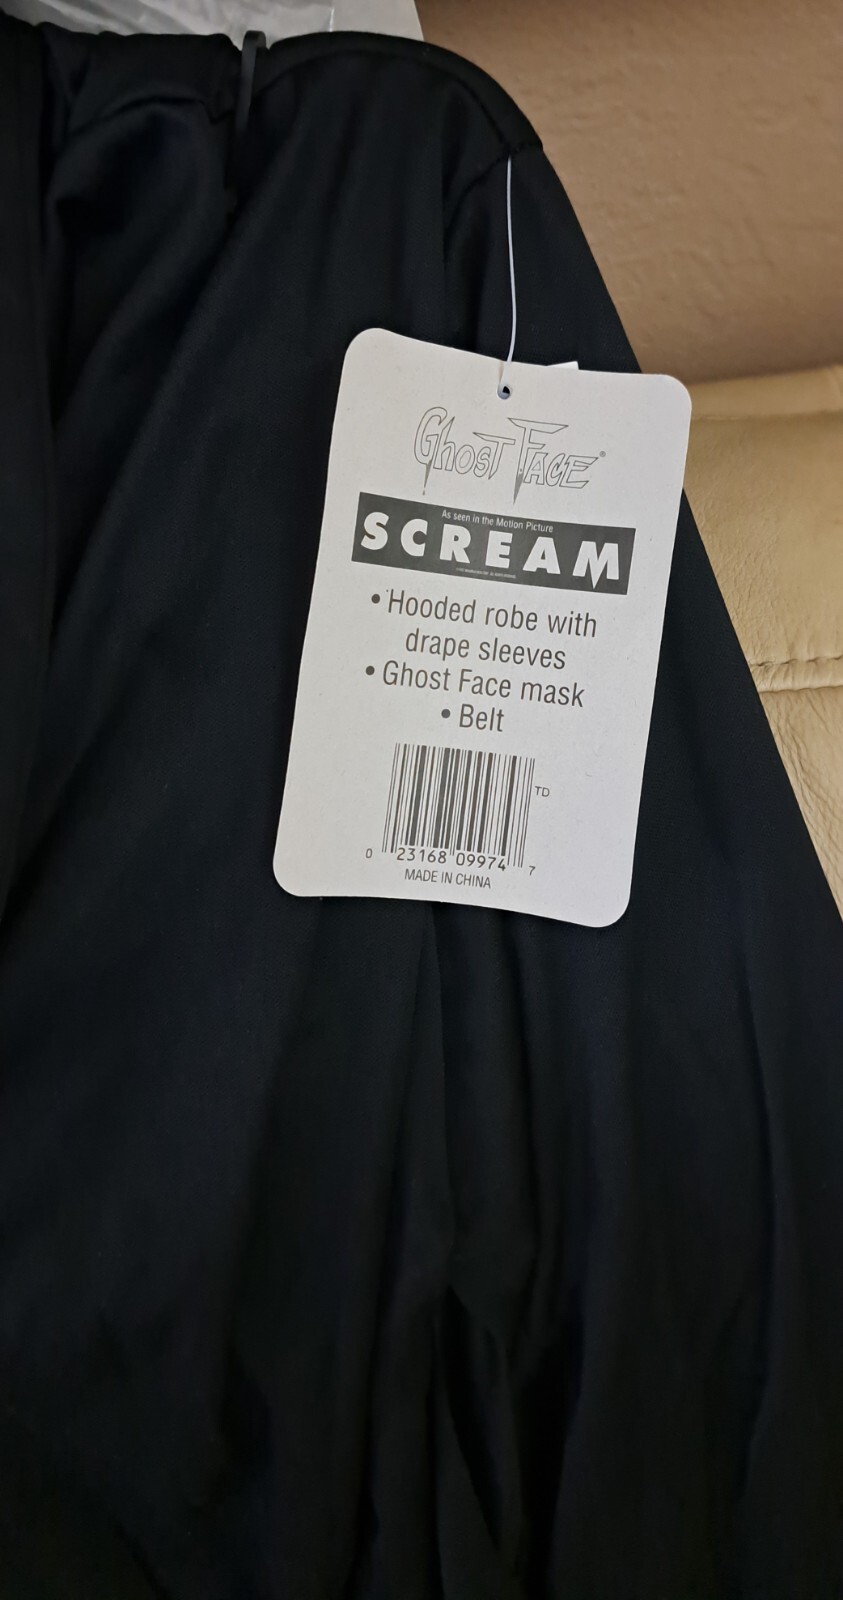 Ghost Face®
As seen in the Motion Picture
SCREAM
• Hooded robe with
drape sleeves
• Ghost Face mask
• Belt
TD
0 23168 09974 7
MADE IN CHINA